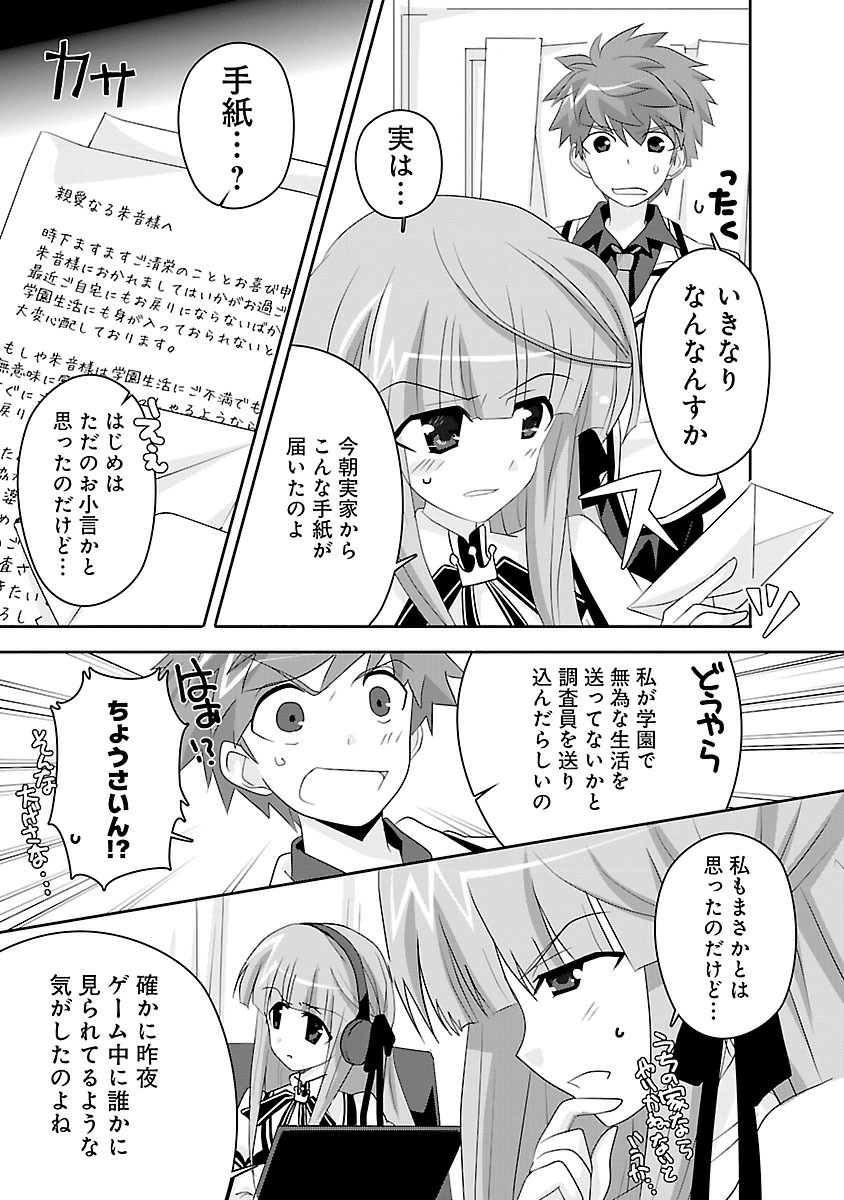 ったく
いきなり
なんなんすか
実は…
今朝実家から
こんな手紙が
届いたのよ
カサ
手紙…?
親愛なる朱音様へ
時下ますますご清栄のこととお喜び申
朱音様におかれましてはいかがお過ご
最近ご自宅にもお戻りにならないばか
学園生活にも身が入っておられないと
大変心配しております。
もしや朱音様は学園生活にご不満でも
無意味に
すぐに
戻り
ええ
はじめは
ただのお小言かと
思ったのだけど…
どうやら
私が学園で
無為な生活を
送ってないかと
調査員を送り
込んだらしいの
はぁ!?
ちょうさいん!?
そんな
たいさな…
私もまさかとは
思ったのだけど…
うちの家なら
やりかねないと
いうか…
確かに昨夜
ゲーム中に誰かに
見られてるような
気がしたのよね